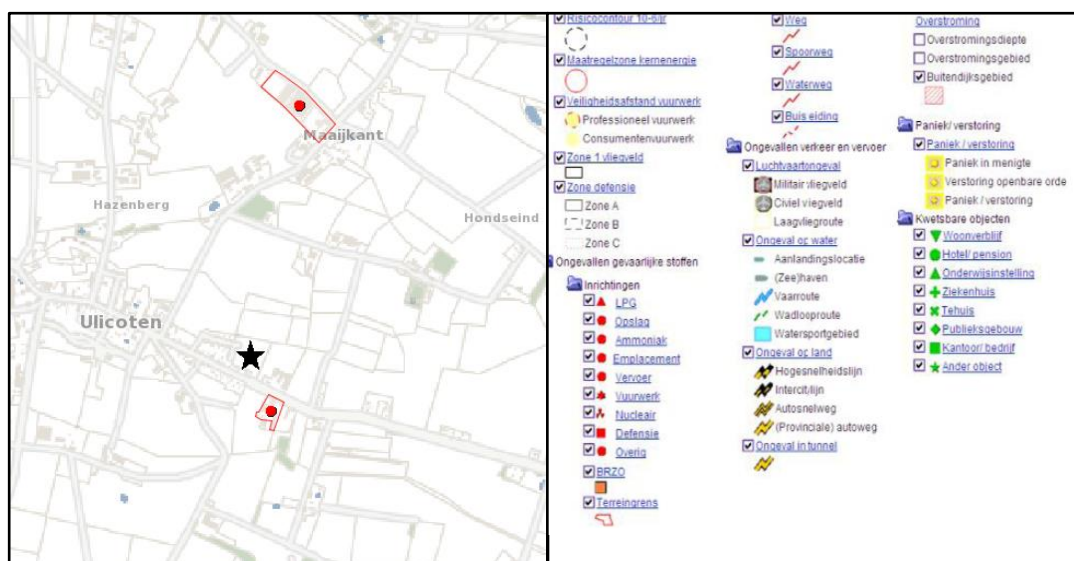 Maaijkant
Hazenberg
Hondseind
Ulicoten
Risicocontour 10-6/jr
Maatregelzone kernenergie
Veiligheidsafstand vuurwerk
Professioneel vuurwerk
Consumentenvuurwerk
Zone 1 vliegveld
Zone defensie
Zone A
Zone B
Zone C
Ongevallen gevaarlijke stoffen
Inrichtingen
LPG
Opslag
Ammoniak
Emplacement
Vervoer
Vuurwerk
Nucleair
Defensie
Overig
BRZO
Terreingrens
Weg
Spoorweg
Waterweg
Buis eiding
Ongevallen verkeer en vervoer
Luchtvaartongeval
Militair vliegveld
Civiel vliegveld
Laagvliegroute
Ongeval op water
Aanlandingslocatie
(Zee)haven
Vaarroute
Wadlooproute
Watersportgebied
Ongeval op land
Hogesnelheidslijn
Intercitylijn
Autosnelweg
(Provinciale) autoweg
Ongeval in tunnel
Overstroming
Overstromingsdiepte
Overstromingsgebied
Buitendijksgebied
Paniek/ verstoring
Paniek / verstoring
Paniek in menigte
Verstoring openbare orde
Paniek / verstoring
Kwetsbare objecten
Woonverblijf
Hotel/ pension
Onderwijsinstelling
Ziekenhuis
Tehuis
Publieksgebouw
Kantoor/ bedrijf
Ander object